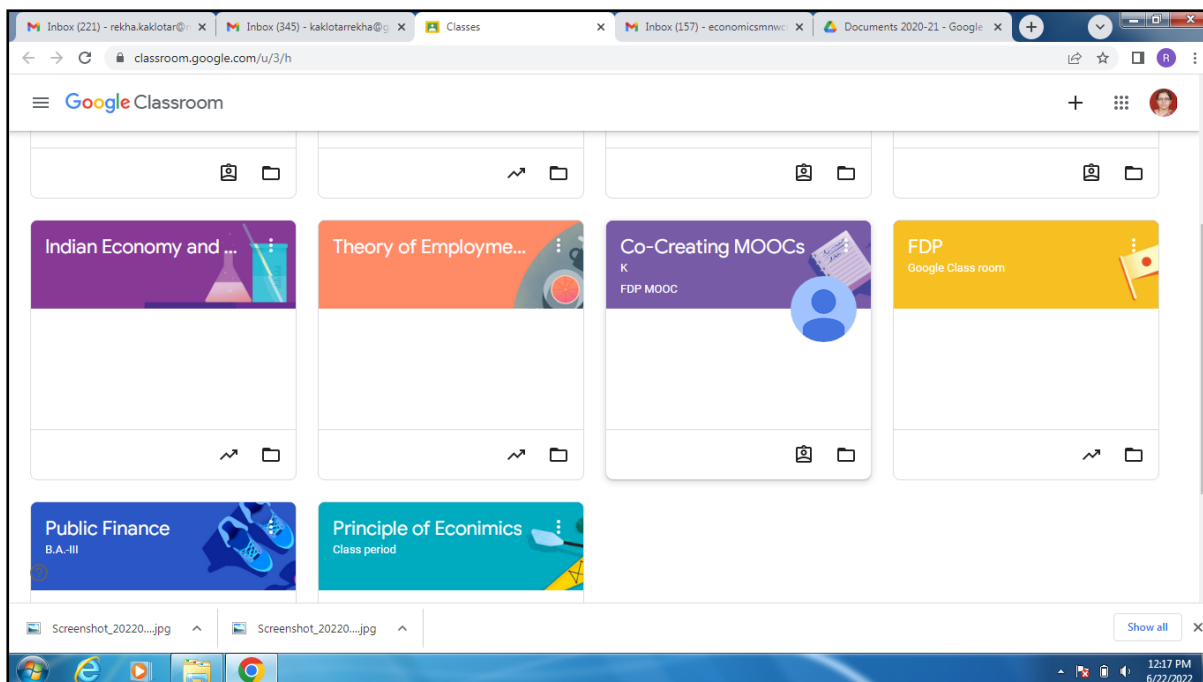 Inbox (221) - rekha.kaklotar@
Inbox (345) - kaklotarrekha@g
Classes
Inbox (157) - economicsmnwc
Documents 2020-21 - Google
classroom.google.com/u/3/h
R
Google Classroom
Indian Economy and ...
Theory of Employme...
Co-Creating MOOCs
K
FDP MOOC
FDP
Google Class room
Public Finance
B.A.-III
Principle of Econimics
Class period
Screenshot_20220....jpg
Screenshot_20220....jpg
Show all
12:17 PM
6/22/2022